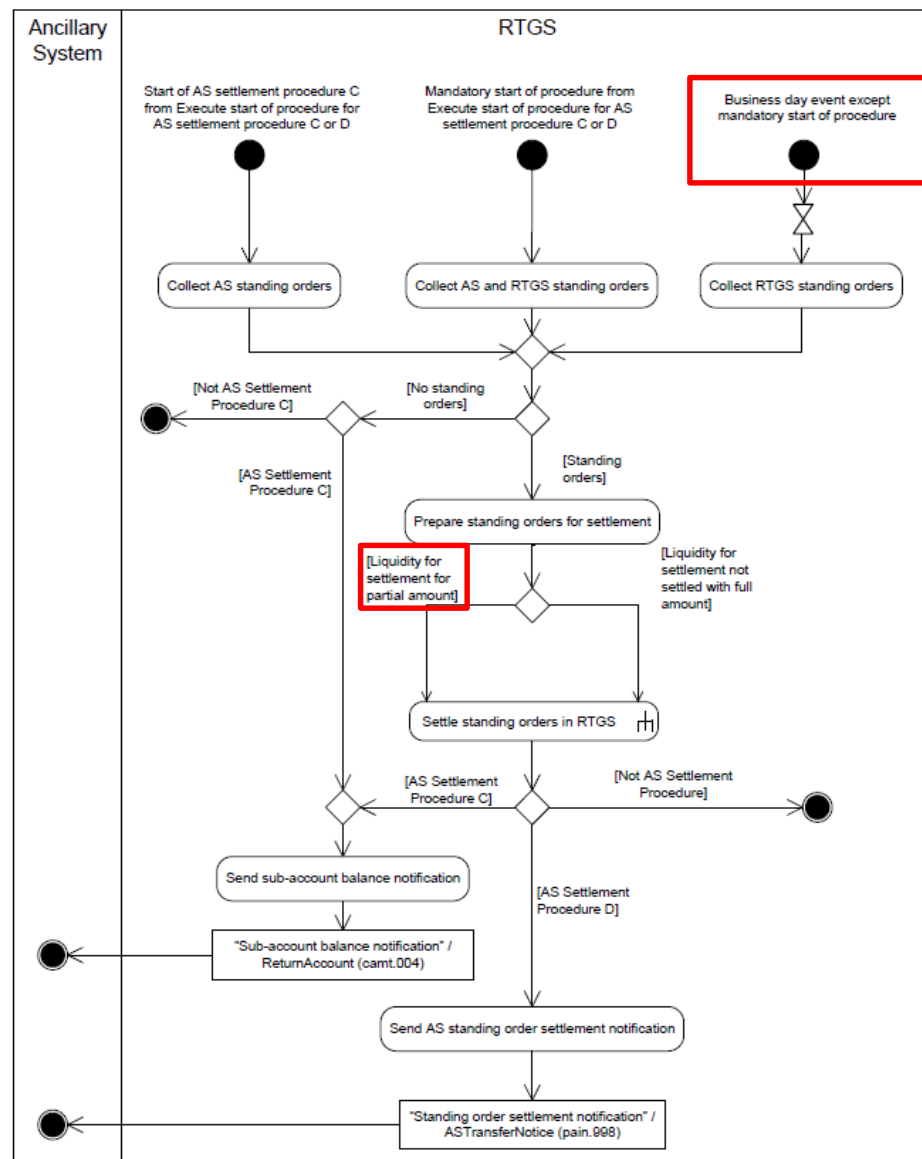 Ancillary
System
RTGS
Start of AS settlement procedure C
from Execute start of procedure for
AS settlement procedure C or D
Mandatory start of procedure from
Execute start of procedure for AS
settlement procedure C or D
Business day event except
mandatory start of procedure
Collect AS standing orders
Collect AS and RTGS standing orders
Collect RTGS standing orders
[Not AS Settlement
Procedure C]
[No standing
orders]
[AS Settlement
Procedure C]
[Standing
orders]
Prepare standing orders for settlement
[Liquidity for
settlement for
partial amount]
[Liquidity for
settlement not
settled with full
amount]
Settle standing orders in RTGS
[AS Settlement
Procedure C]
[Not AS Settlement
Procedure]
Send sub-account balance notification
[AS Settlement
Procedure D]
"Sub-account balance notification" /
ReturnAccount (camt.004)
Send AS standing order settlement notification
"Standing order settlement notification" /
ASTransferNotice (pain.998)